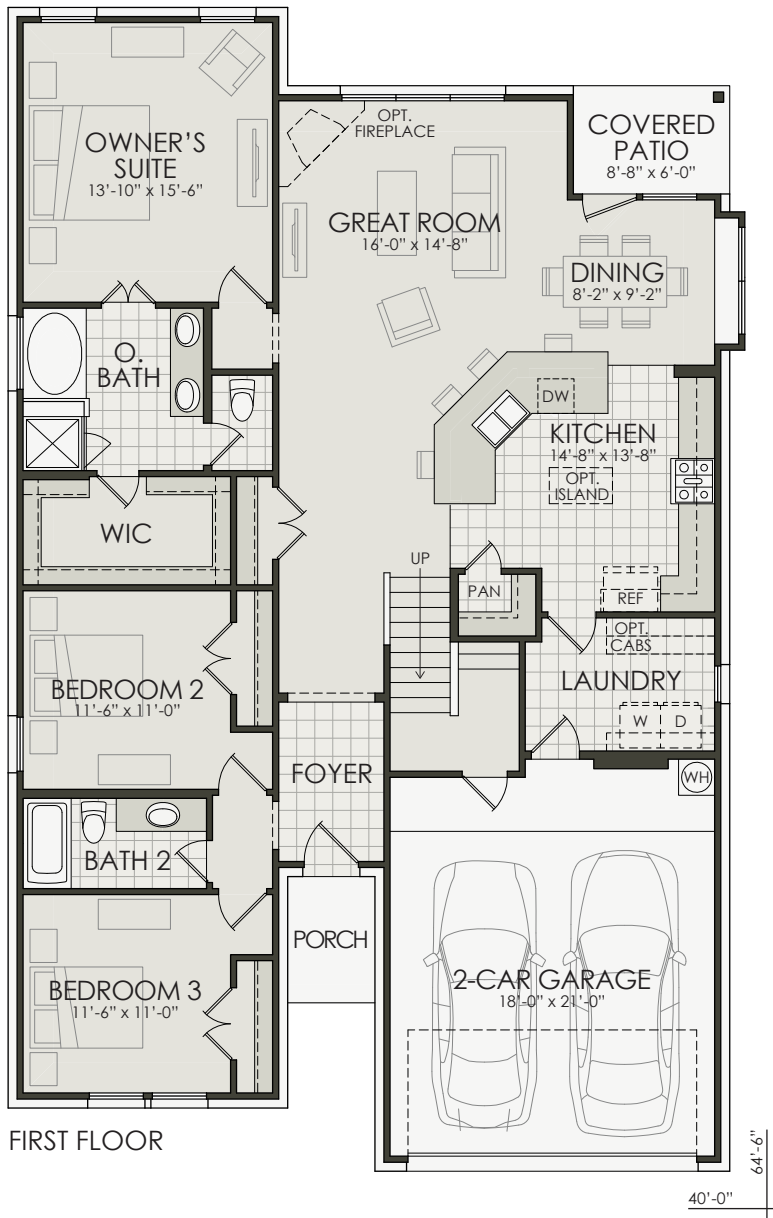 OPT.
FIREPLACE
COVERED
PATIO
8'-8" x 6'-0"
OWNER'S
SUITE
13'-10" x 15'-6"
GREAT ROOM
16'-0" x 14'-8"
DINING
8'-2" x 9'-2"
O.
BATH
DW
KITCHEN
14'-8" x 13'-8"
OPT.
ISLAND
WIC
UP
PAN
REF
OPT.
CABS
BEDROOM 2
11'-6" x 11'-0"
LAUNDRY
W D
FOYER
WH
BATH 2
PORCH
BEDROOM 3
11'-6" x 11'-0"
2-CAR GARAGE
18'-0" x 21'-0"
FIRST FLOOR
64'-6"
40'-0"